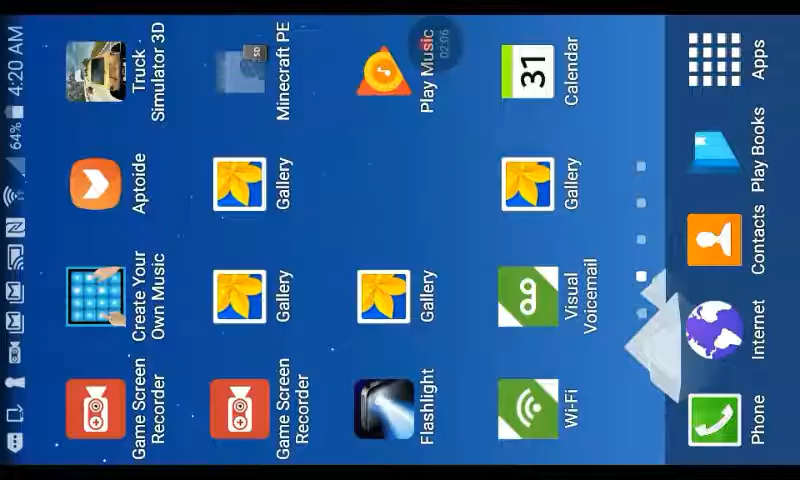 64% 4:20 AM
Game Screen
Recorder
Create Your
Own Music
Aptoide
Truck
Simulator 3D
Game Screen
Recorder
Gallery
Gallery
SD
Minecraft PE
Flashlight
Gallery
Play Music
02:06
Wi-Fi
Visual
Voicemail
Gallery
31
Calendar
Phone
Internet
Contacts
Play Books
Apps